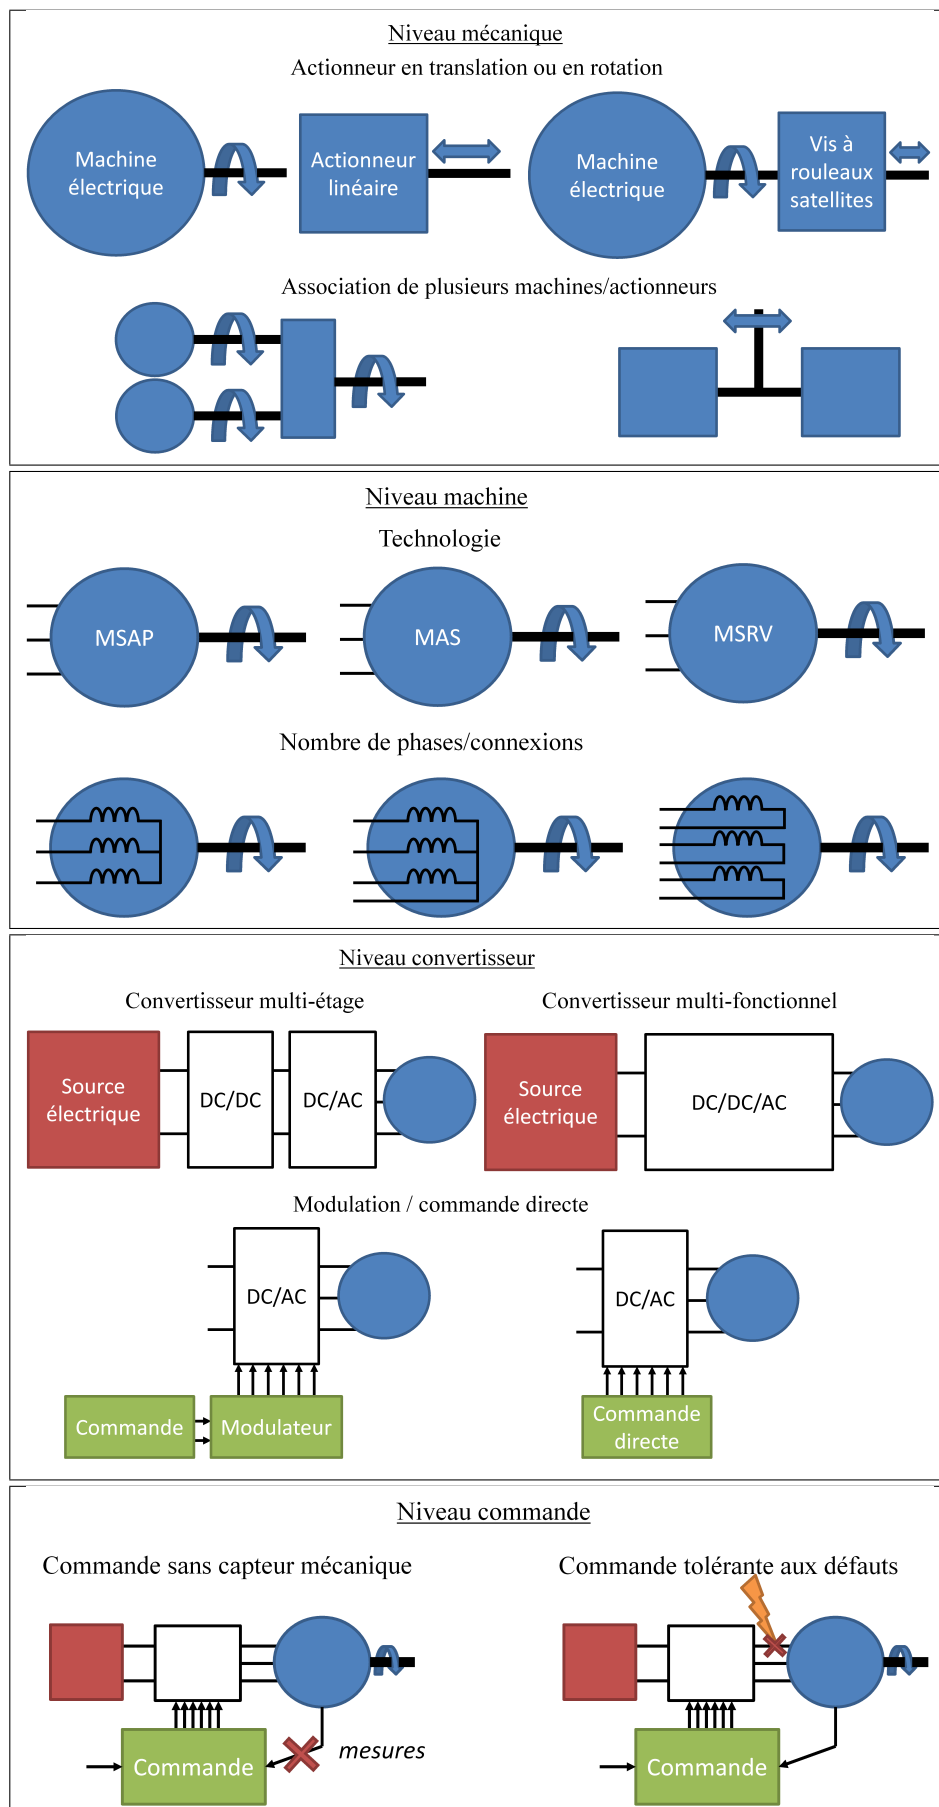 Niveau mécanique
Actionneur en translation ou en rotation
Machine
électrique
Actionneur
linéaire
Machine
électrique
Vis à
rouleaux
satellites
Association de plusieurs machines/actionneurs
Niveau machine
Technologie
MSAP
MAS
MSRV
Nombre de phases/connexions
Niveau convertisseur
Convertisseur multi-étage
Convertisseur multi-fonctionnel
Source
électrique
DC/DC
DC/AC
Source
électrique
DC/DC/AC
Modulation / commande directe
DC/AC
DC/AC
Commande
Modulateur
Commande
directe
Niveau commande
Commande sans capteur mécanique
Commande tolérante aux défauts
Commande
mesures
Commande